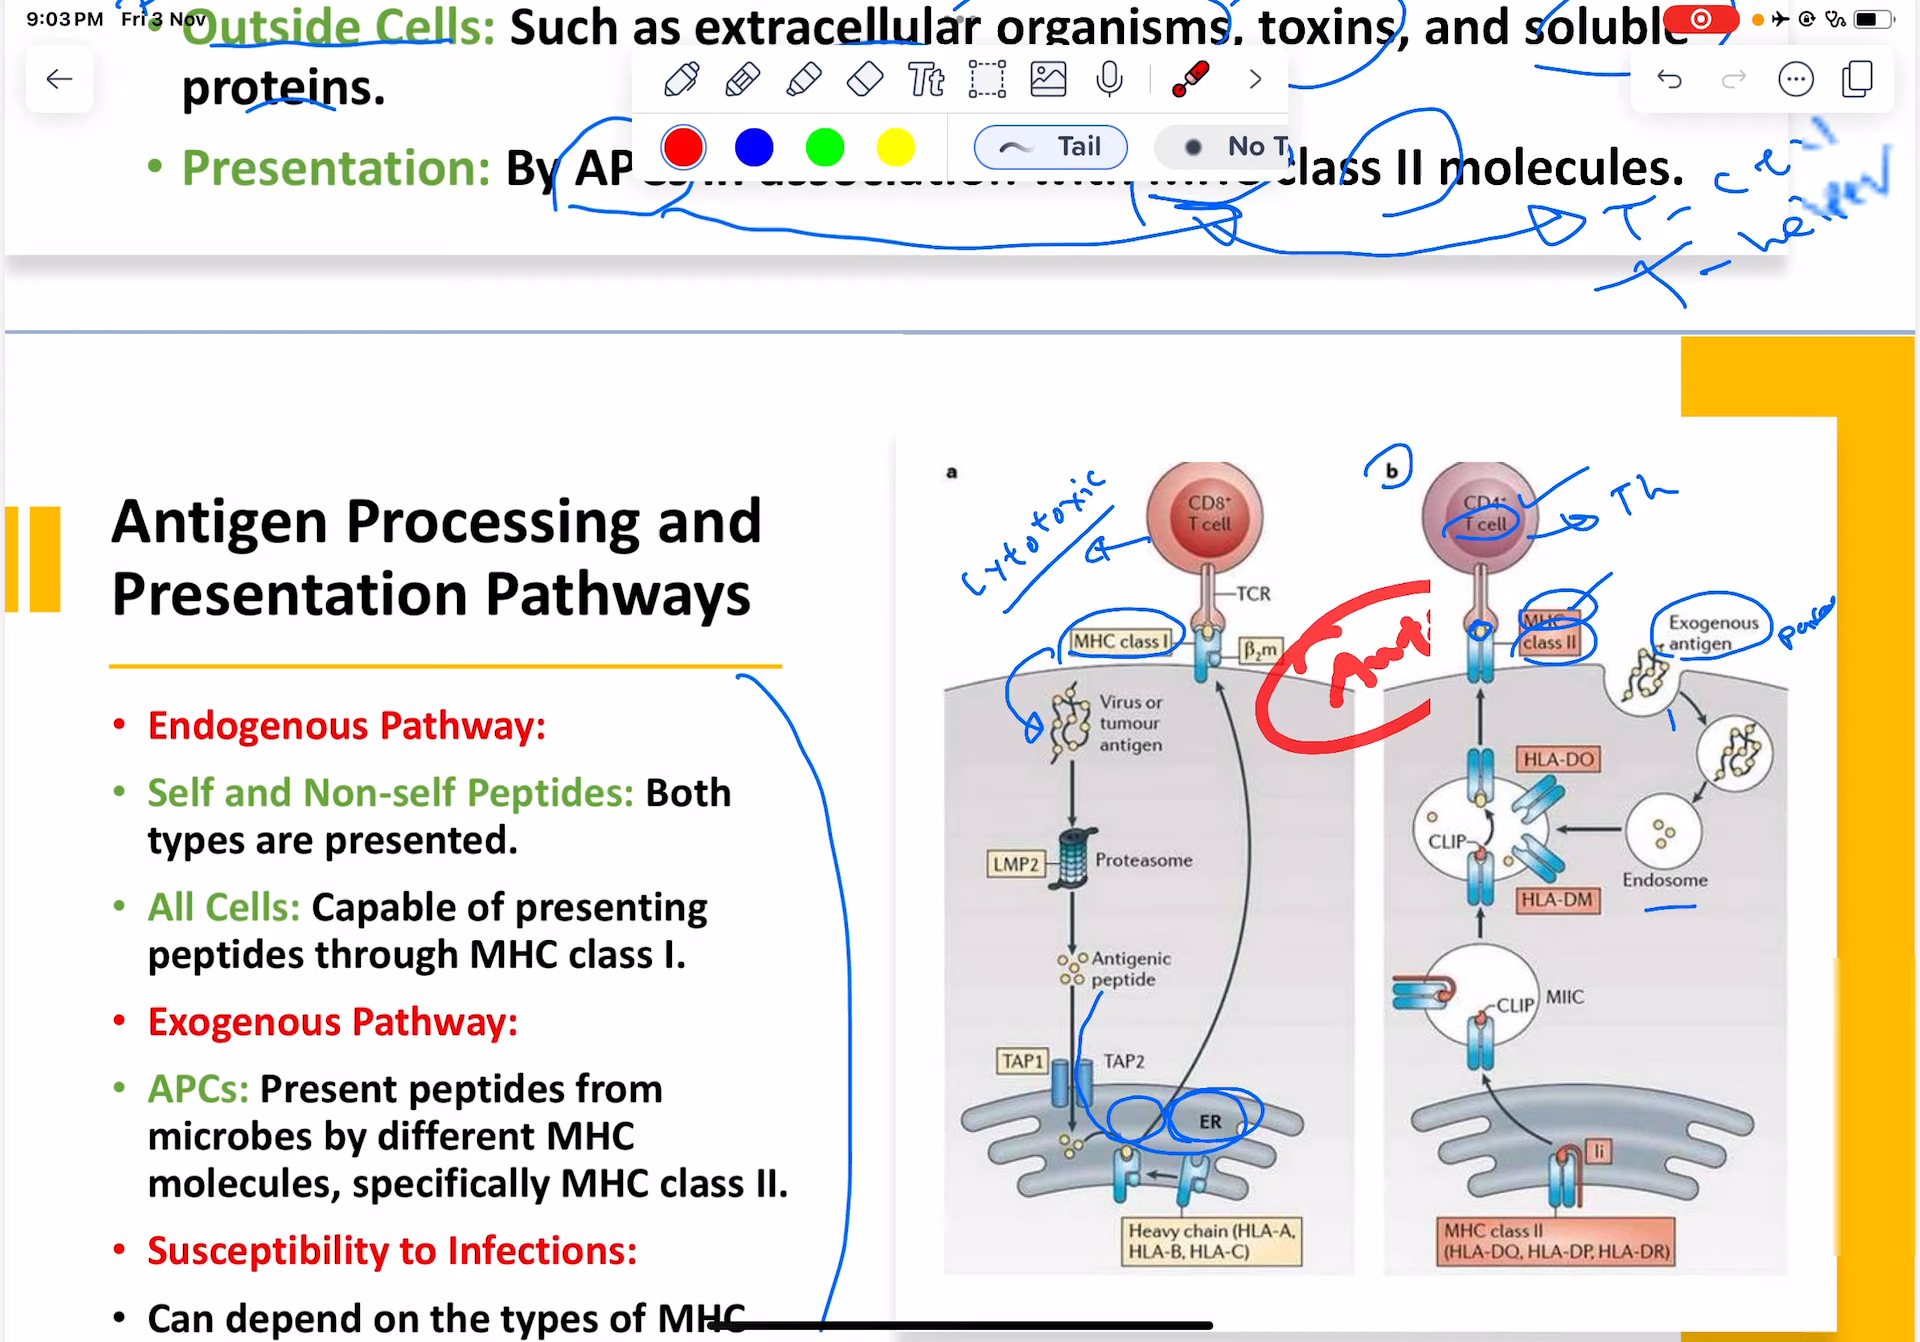 9:03 PM Fri 3 Nov
• Outside Cells: Such as extracellular organisms, toxins, and soluble
proteins.
Tt
Tail
No T
• Presentation: By APCs in association with MHC class II molecules.
T- cell
T- helper
Antigen Processing and
Presentation Pathways
• Endogenous Pathway:
• Self and Non-self Peptides: Both
types are presented.
• All Cells: Capable of presenting
peptides through MHC class I.
• Exogenous Pathway:
• APCs: Present peptides from
microbes by different MHC
molecules, specifically MHC class II.
• Susceptibility to Infections:
• Can depend on the types of MHC
a
Cytotoxic
CD8+
T cell
TCR
MHC class I
β₂m
Virus or
tumour
antigen
LMP2
Proteasome
Antigenic
peptide
TAP1
TAP2
ER
Heavy chain (HLA-A,
HLA-B, HLA-C)
b
CD4+
T cell
Th
MHC
class II
Exogenous
antigen
HLA-DO
CLIP
Endosome
HLA-DM
CLIP
MIIC
Ii
MHC class II
(HLA-DQ, HLA-DP, HLA-DR)